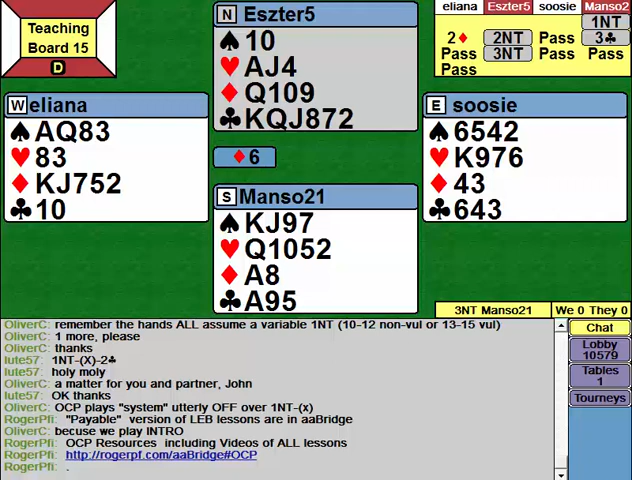 Teaching
Board 15
D
N Eszter5
♠ 10
♥ AJ4
♦ Q109
♣ KQJ872
eliana Eszter5 soosie Manso2
1NT
2♦ 2NT Pass 3♣
Pass 3NT Pass Pass
Pass
W eliana
♠ AQ83
♥ 83
♦ KJ752
♣ 10
♦ 6
E soosie
♠ 6542
♥ K976
♦ 43
♣ 643
S Manso21
♠ KJ97
♥ Q1052
♦ A8
♣ A95
3NT Manso21 We 0 They 0
OliverC: remember the hands ALL assume a variable 1NT (10-12 non-vul or 13-15 vul)
OliverC: 1 more, please
OliverC: thanks
lute57: 1NT-(X)-2♣
lute57: holy moly
OliverC: a matter for you and partner, John
lute57: OK thanks
OliverC: OCP plays "system" utterly OFF over 1NT-(x)
RogerPfi: "Payable" version of LEB lessons are in aaBridge
OliverC: becuse we play INTRO
RogerPfi: OCP Resources including Videos of ALL lessons
RogerPfi: http://rogerpf.com/aaBridge#OCP
RogerPfi: .
Chat
Lobby
10579
Tables
1
Tourneys